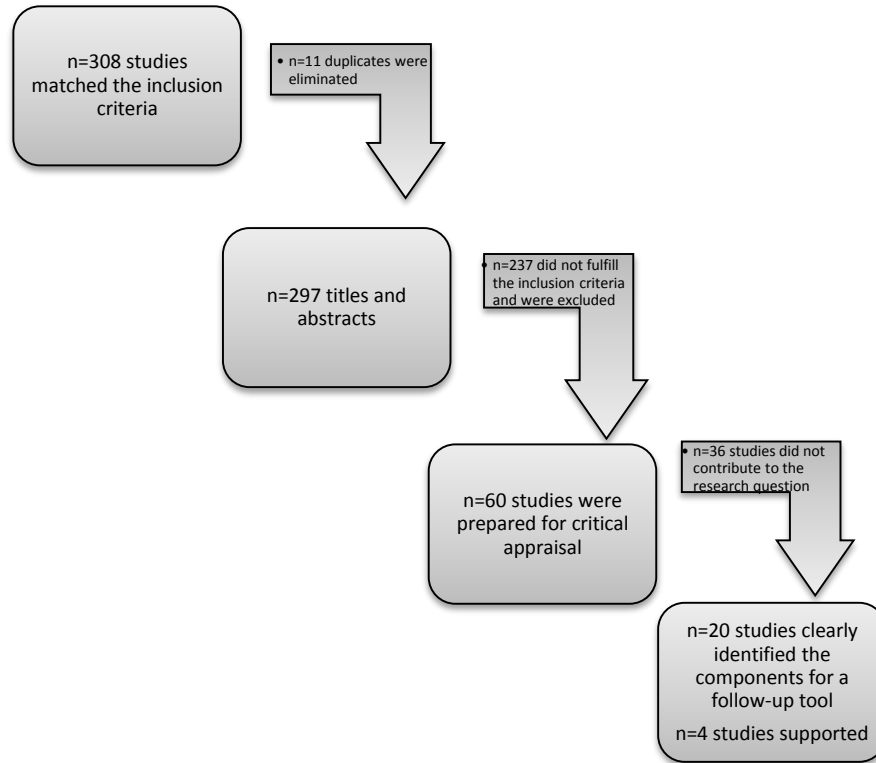 n=308 studies
matched the inclusion
criteria
• n=11 duplicates were
eliminated
n=297 titles and
abstracts
• n=237 did not fulfill
the inclusion criteria
and were excluded
n=60 studies were
prepared for critical
appraisal
• n=36 studies did not
contribute to the
research question
n=20 studies clearly
identified the
components for a
follow-up tool
n=4 studies supported